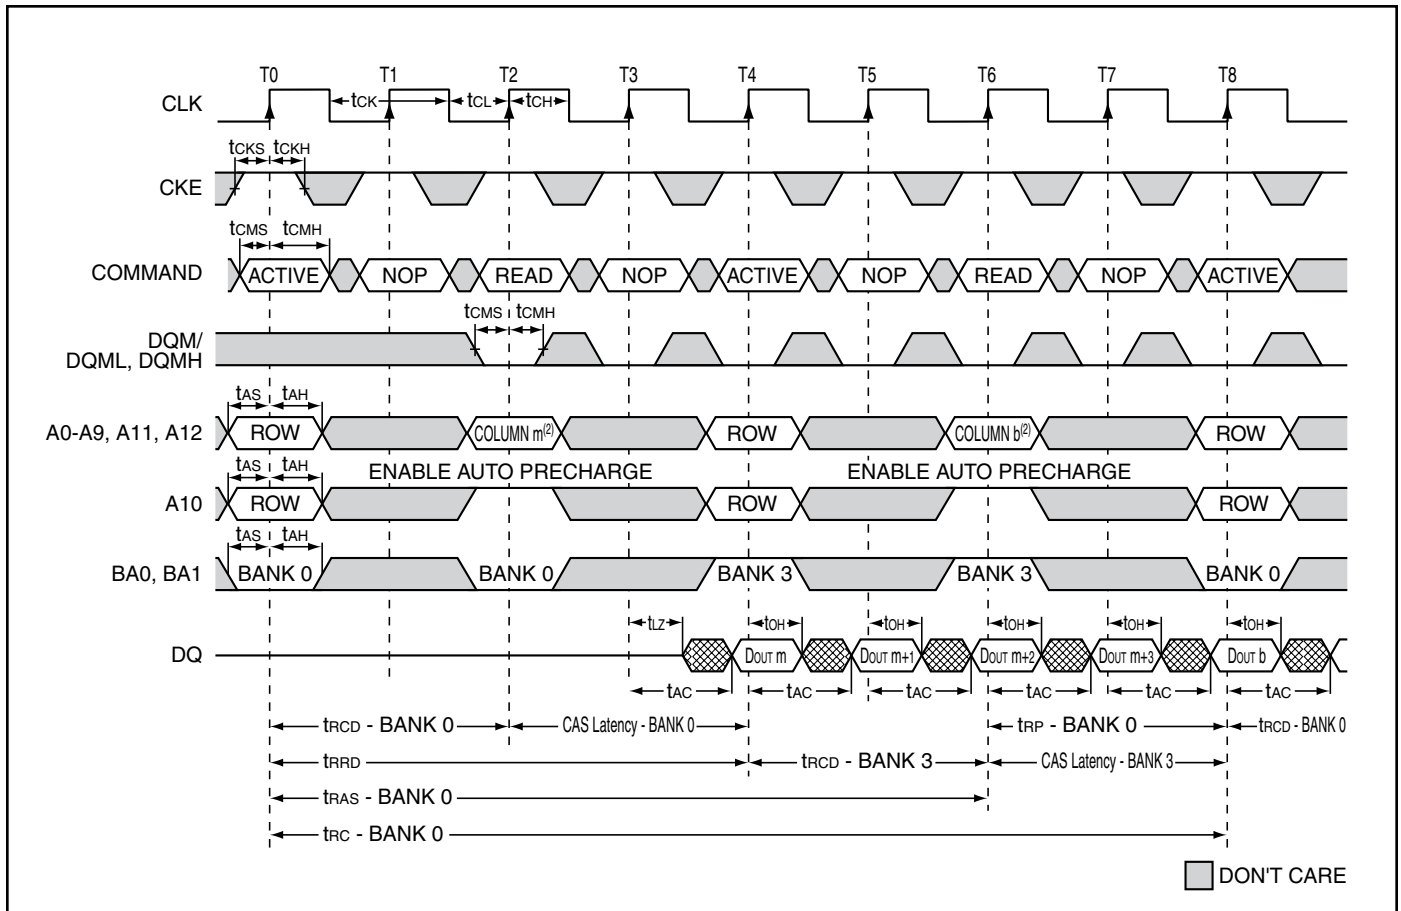 T0 T1 T2 T3 T4 T5 T6 T7 T8
CLK tCK tCL tCH
tCKS tCKH
CKE
tCMS tCMH
COMMAND ACTIVE NOP READ NOP ACTIVE NOP READ NOP ACTIVE
tCMS tCMH
DQM/
DQML, DQMH
tAS tAH
A0-A9, A11, A12 ROW COLUMN m(2) ROW COLUMN b(2) ROW
tAS tAH ENABLE AUTO PRECHARGE ENABLE AUTO PRECHARGE
A10 ROW ROW ROW
tAS tAH
BA0, BA1 BANK 0 BANK 0 BANK 3 BANK 3 BANK 0
tLZ tOH tOH tOH tOH tOH
DQ DOUT m DOUT m+1 DOUT m+2 DOUT m+3 DOUT b
tAC tAC tAC tAC tAC tAC
tRCD - BANK 0 CAS Latency - BANK 0 tRP - BANK 0 tRCD - BANK 0
tRRD tRCD - BANK 3 CAS Latency - BANK 3
tRAS - BANK 0
tRC - BANK 0
DON'T CARE